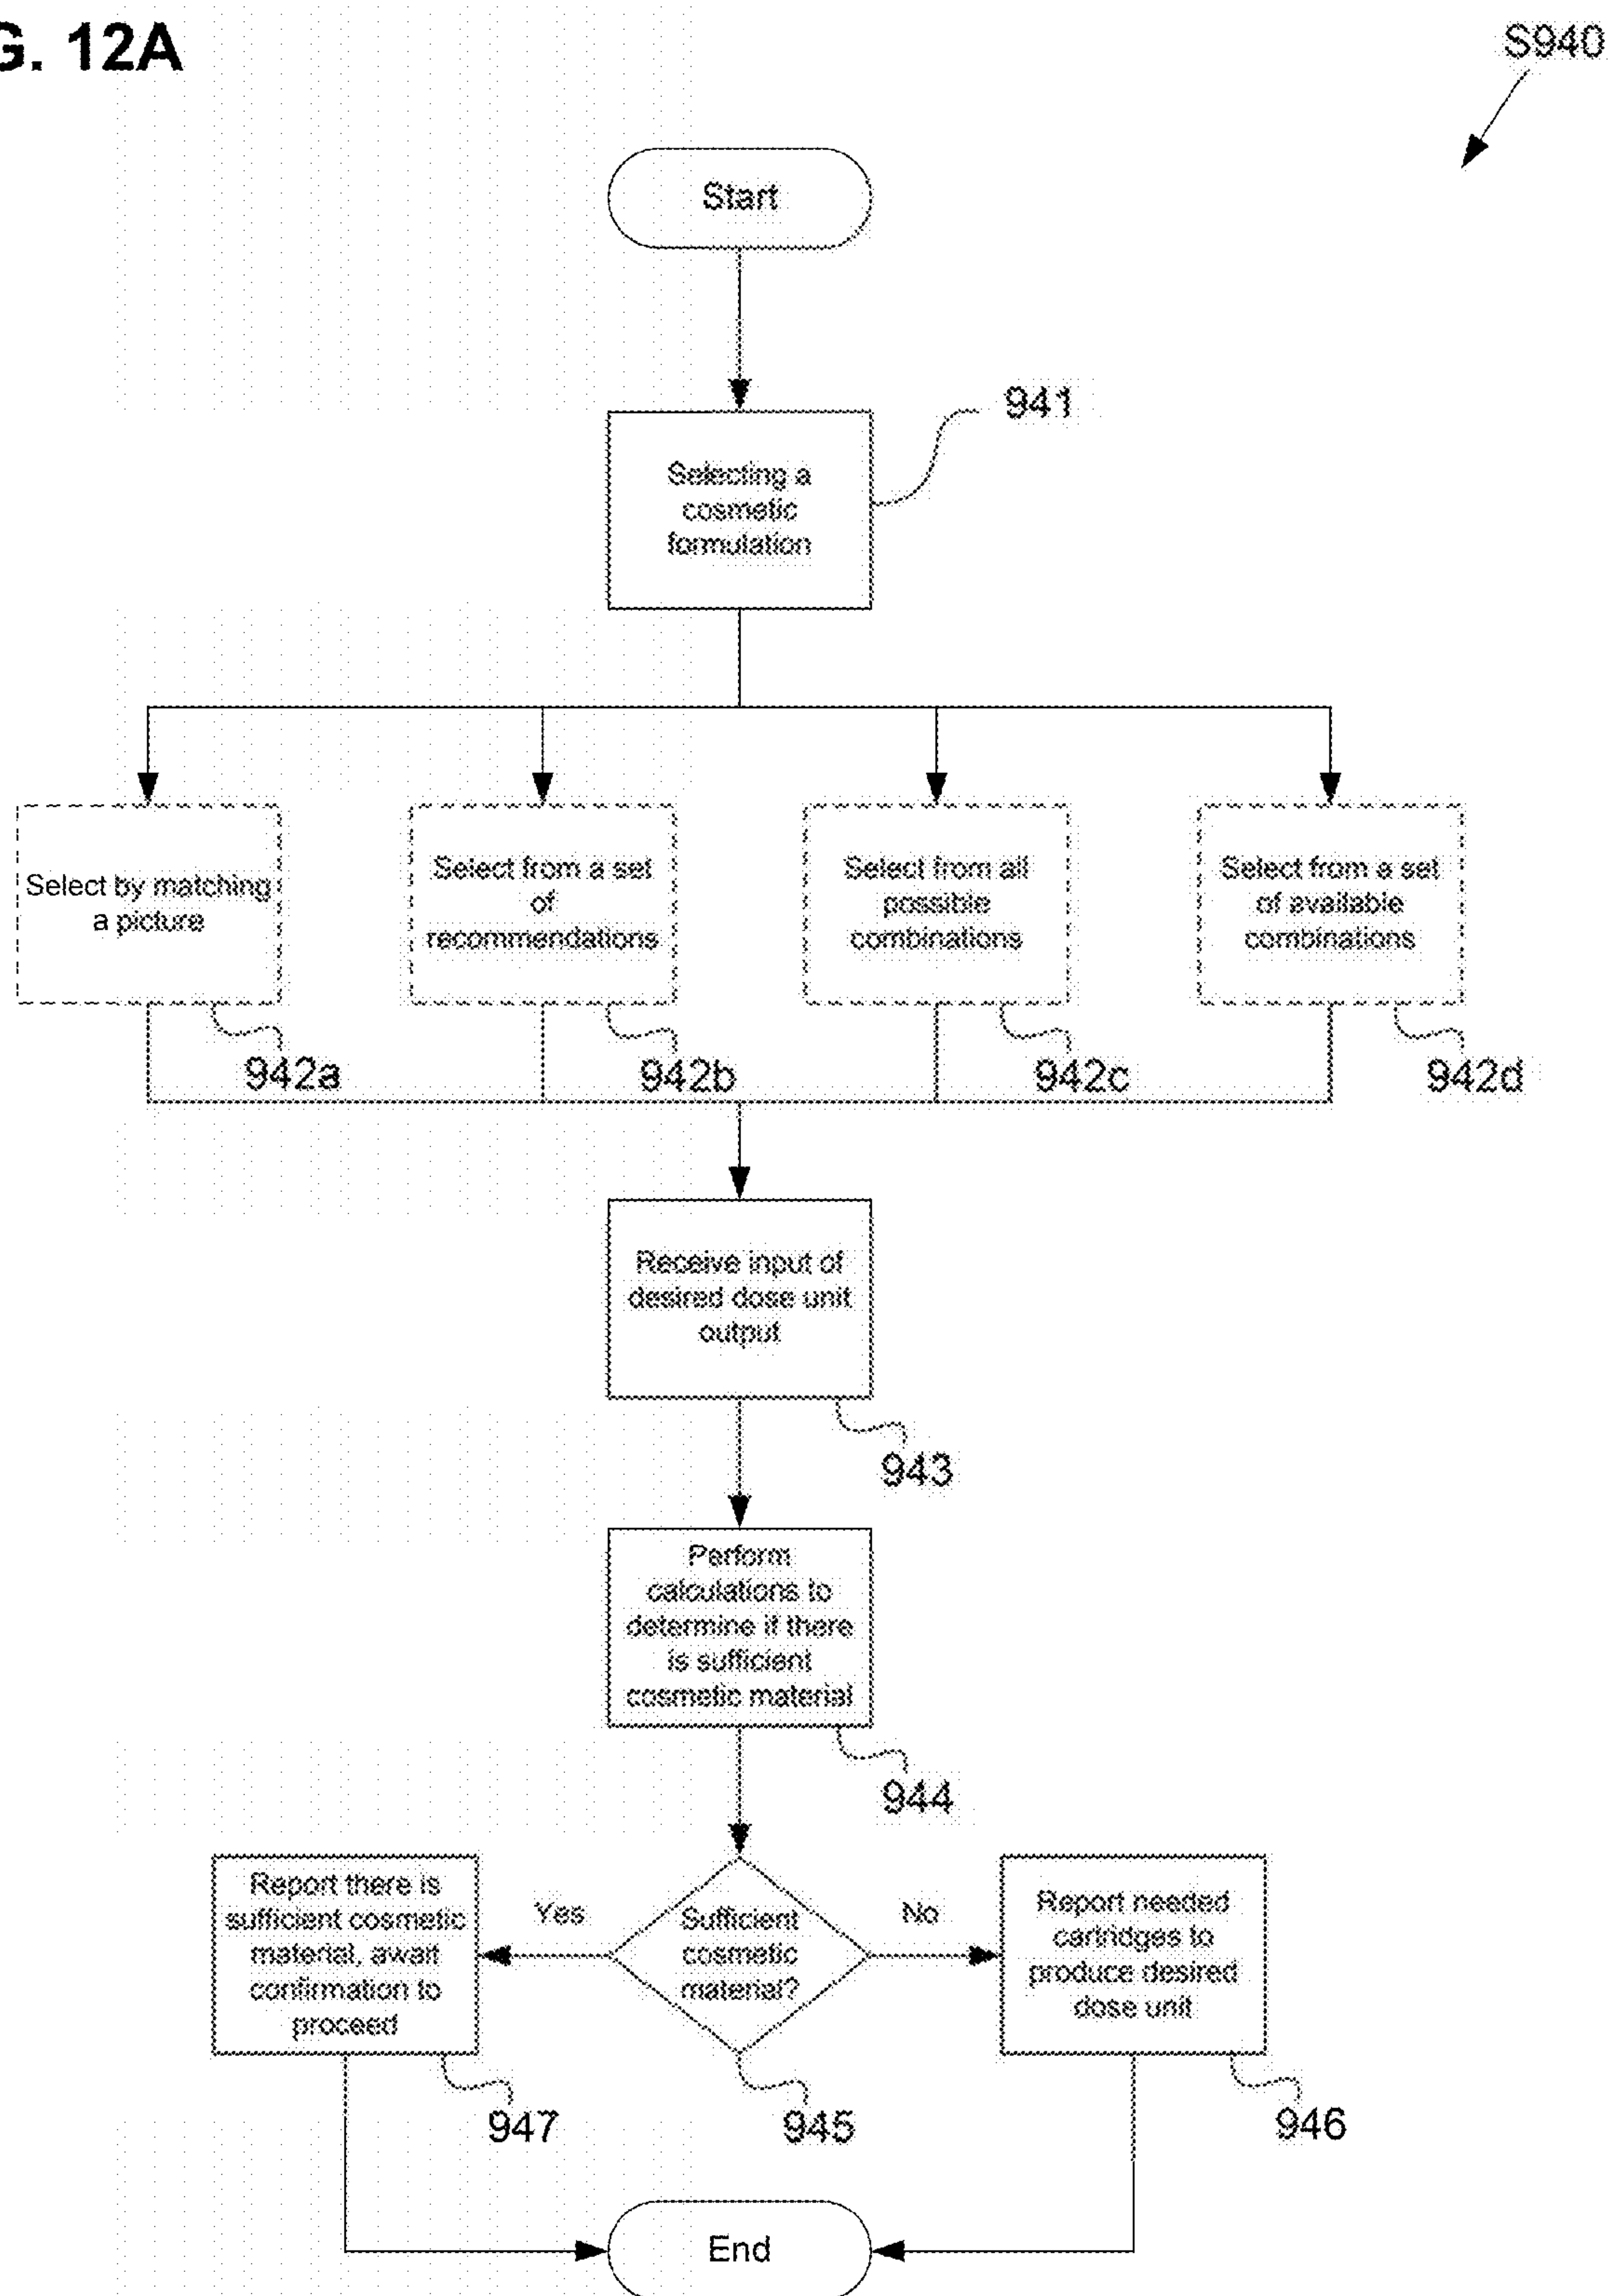 G. 12A
S940
Start
941
Selecting a
cosmetic
formulation
Select by matching
a picture
Select from a set
of
recommendations
Select from all
possible
combinations
Select from a set
of available
combinations
942a
942b
942c
942d
Receive input of
desired dose unit
output
943
Perform
calculations to
determine if there
is sufficient
cosmetic material
944
Report there is
sufficient cosmetic
material, await
confirmation to
proceed
Yes
Sufficient
cosmetic
material?
No
Report needed
cartridges to
produce desired
dose unit
947
945
946
End